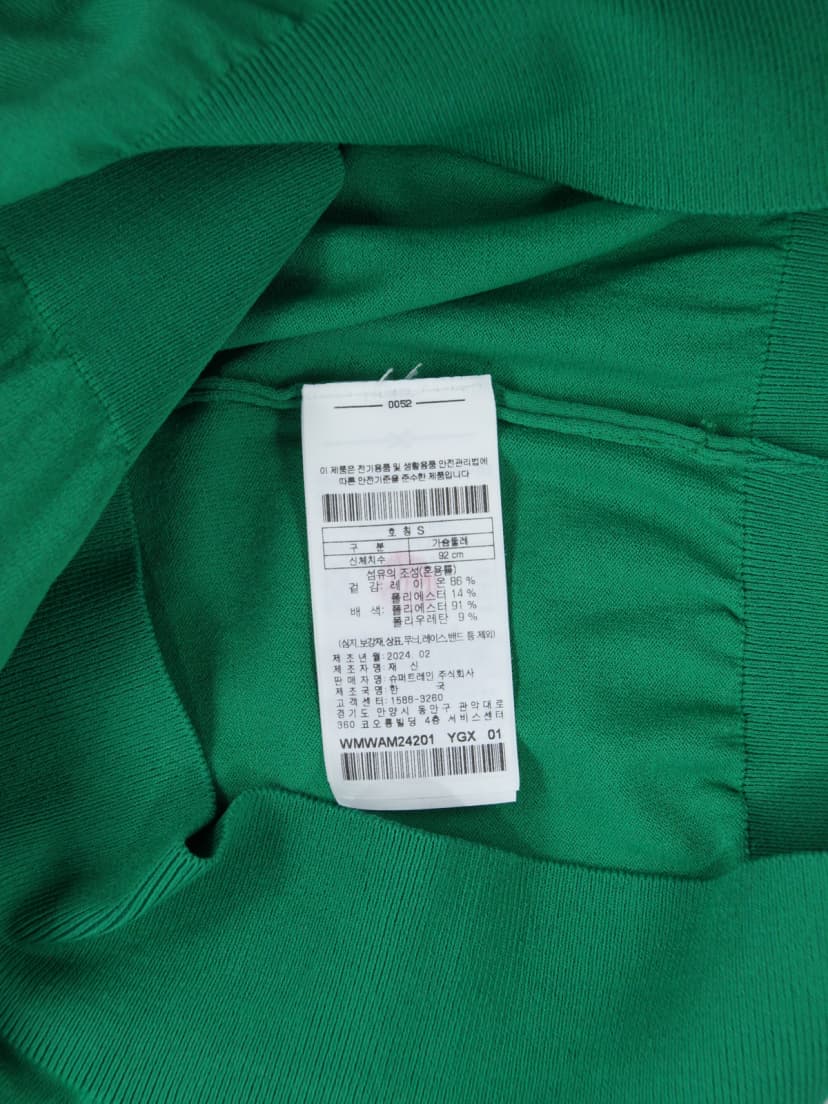 0052
이 제품은 전기용품 및 생활용품 안전관리법에
따른 안전기준을 준수한 제품입니다
호 칭 S
구 분 가슴둘레
신체치수 92 cm
섬유의 조성(혼용률)
겉 감: 레 이 온 86 %
폴리에스터 14 %
배 색: 폴리에스터 91 %
폴리우레탄 9 %
(심지,보강재,상표,무늬,레이스,밴드 등 제외)
제 조 년 월: 2024. 02
제 조 자 명: 재 신
판 매 자 명: 슈퍼트레인 주식회사
제 조 국 명: 한 국
고 객 센 터: 1588-3260
경 기 도 안 양 시 동 안 구 관 악 대 로
360 코 오 롱 빌 딩 4층 서 비 스 센 터
WMWAM24201 YGX 01